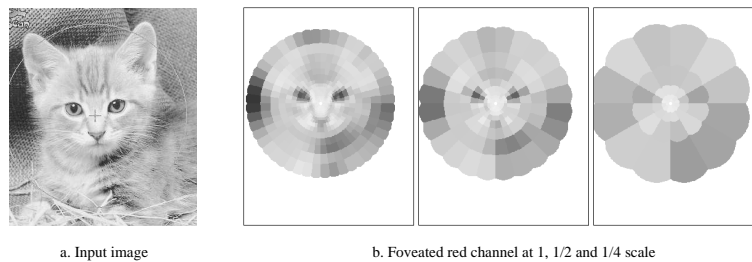 a. Input image
b. Foveated red channel at 1, 1/2 and 1/4 scale